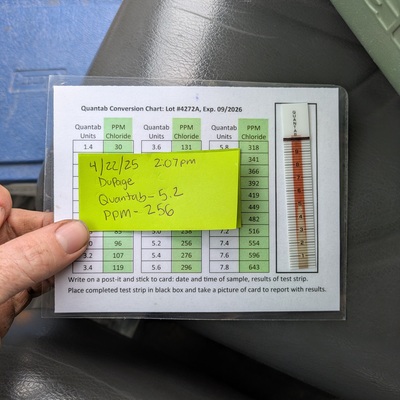 Quantab Conversion Chart: Lot #4272A, Exp. 09/2026
Quantab Units PPM Chloride Quantab Units PPM Chloride Quantab Units PPM Chloride
1.4 30 3.6 131 5.8 318
341
366
392
419
449
482
4/22/25 2:07pm
DuPage
Quantab-5.2
PPM-256
7.2 516
96 5.2 256 7.4 554
3.2 107 5.4 276 7.6 596
3.4 119 5.6 296 7.8 643
QUANTAB
Write on a post-it and stick to card: date and time of sample, results of test strip.
Place completed test strip in black box and take a picture of card to report with results.